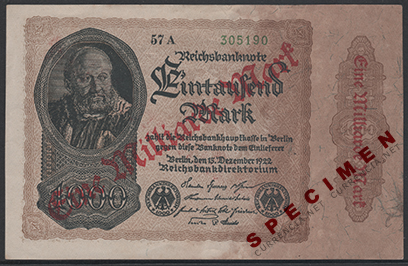 57 A 305190
Reichsbanknote
Eintausend
Mark
zahlt die Reichsbankhauptkasse in Berlin
gegen diese Banknote dem Einlieferer
Berlin, den 15. Dezember 1922
Reichsbankdirektorium
1000
Eine Milliarde Mark
Eine Milliarde Mark
SPECIMEN